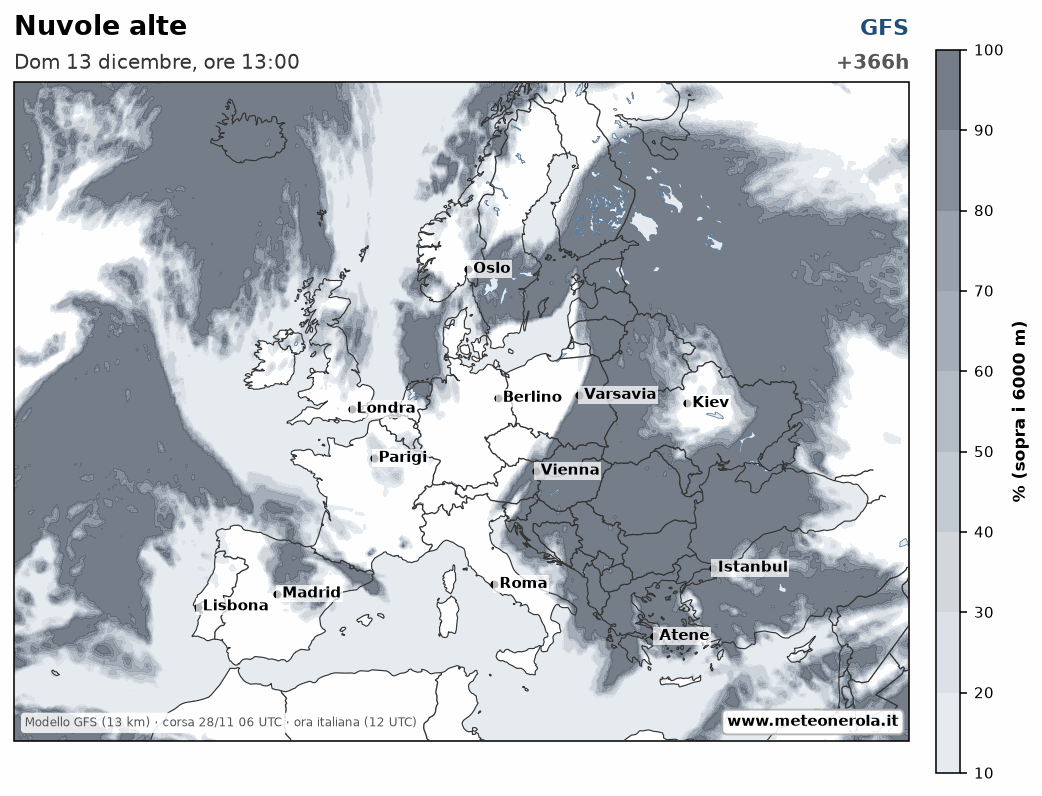 Nuvole alte
GFS
Dom 13 dicembre, ore 13:00
+366h
100
90
80
70
60
50
40
30
20
10
% (sopra i 6000 m)
Oslo
Berlino
Varsavia
Kiev
Londra
Parigi
Vienna
Istanbul
Roma
Madrid
Lisbona
Atene
Modello GFS (13 km) · corsa 28/11 06 UTC · ora italiana (12 UTC)
www.meteonerola.it